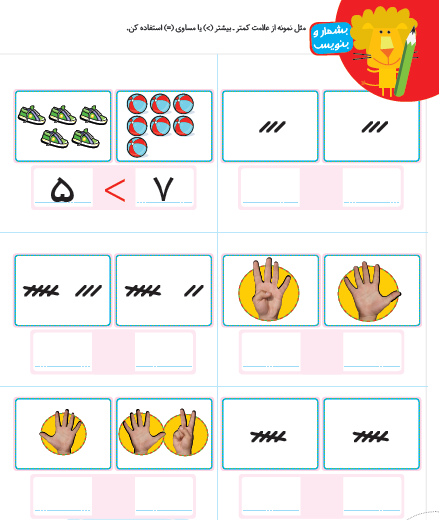 بشمار و
بنویس
مثل نمونه از علامت کمتر ـ بیشتر (>) یا مساوی (=) استفاده کن.
۵ < ۷